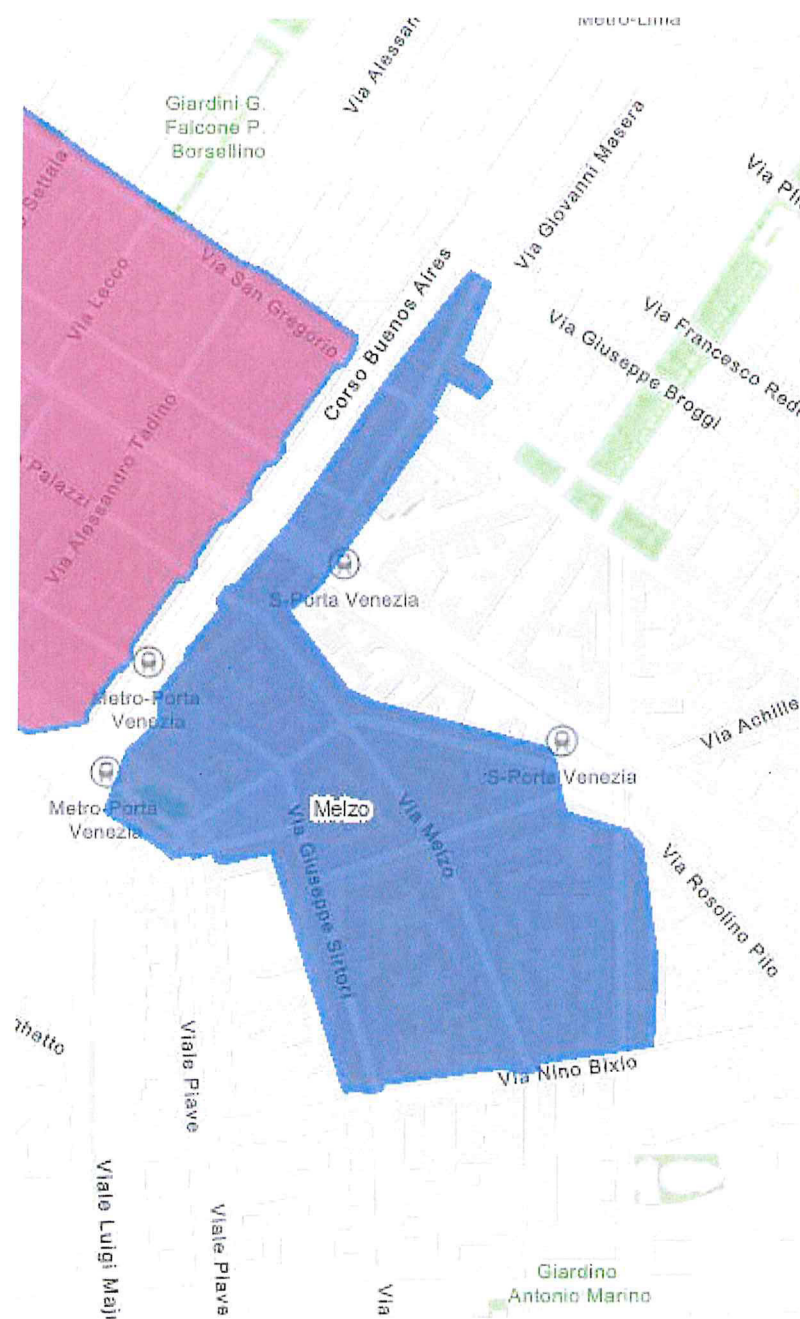 Metro-Lima
Via Alessan
Giardini G.
Falcone P.
Borsellino
Via Giovanni Masera
Via Pli
Settala
Via Lecco
Via San Gregorio
Corso Buenos Aires
Via Francesco Redi
Via Giuseppe Broggi
Palazzi
Via Alessandro Tadino
S-Porta Venezia
Metro-Porta
Venezia
Via Achille
S-Porta Venezia
Metro-Porta
Venezia
Melzo
Via Melzo
Via Giuseppe Sirtori
Via Rosolino Pilo
ghetto
Viale Piave
Via Nino Bixio
Viale Luigi Maj
Viale Piave
Via
Giardino
Antonio Marino